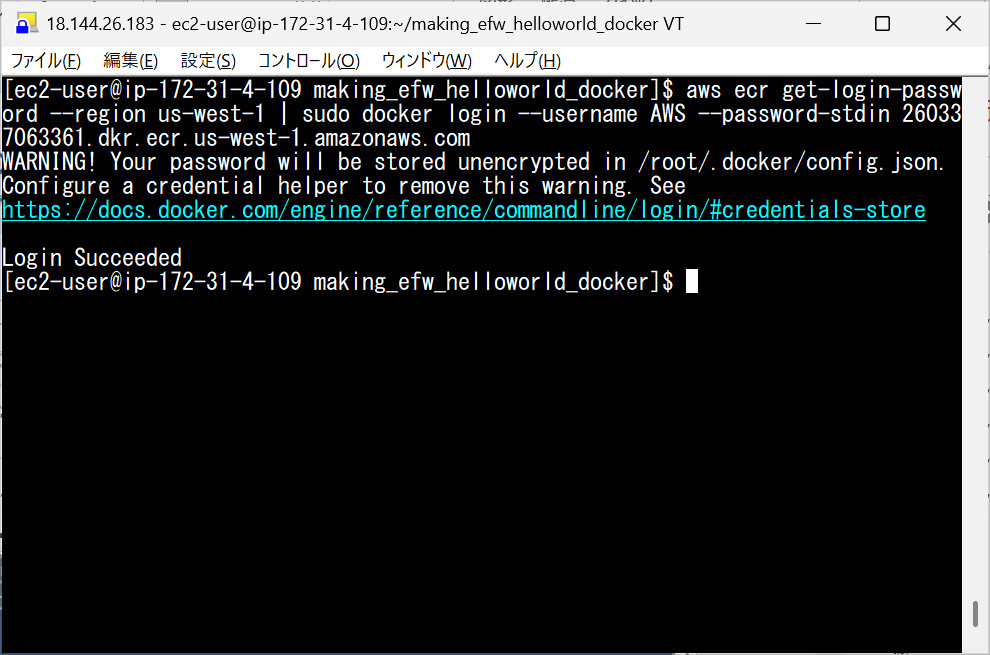 18.144.26.183 - ec2-user@ip-172-31-4-109:~/making_efw_helloworld_docker VT
ファイル(F) 編集(E) 設定(S) コントロール(O) ウィンドウ(W) ヘルプ(H)
[ec2-user@ip-172-31-4-109 making_efw_helloworld_docker]$ aws ecr get-login-passw
ord --region us-west-1 | sudo docker login --username AWS --password-stdin 26033
7063361.dkr.ecr.us-west-1.amazonaws.com
WARNING! Your password will be stored unencrypted in /root/.docker/config.json.
Configure a credential helper to remove this warning. See
https://docs.docker.com/engine/reference/commandline/login/#credentials-store
Login Succeeded
[ec2-user@ip-172-31-4-109 making_efw_helloworld_docker]$